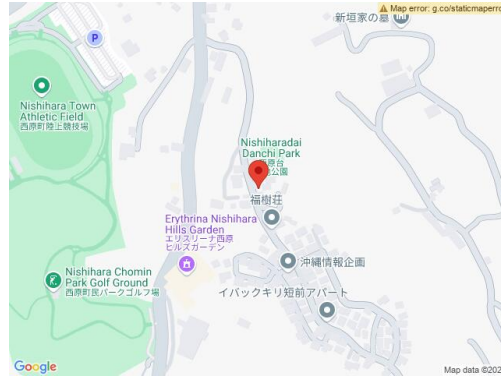 Map error: g.co/staticmaperro
新垣家の墓
P
Nishihara Town
Athletic Field
西原町陸上競技場
Nishiharadai
Danchi Park
福樹荘
Erythrina Nishihara
Hills Garden
エリスリーナ西原
ヒルズガーデン
沖縄情報企画
Nishihara Chomin
Park Golf Ground
西原町民パークゴルフ場
イバックキリ短前アパート
Google
Map data ©202